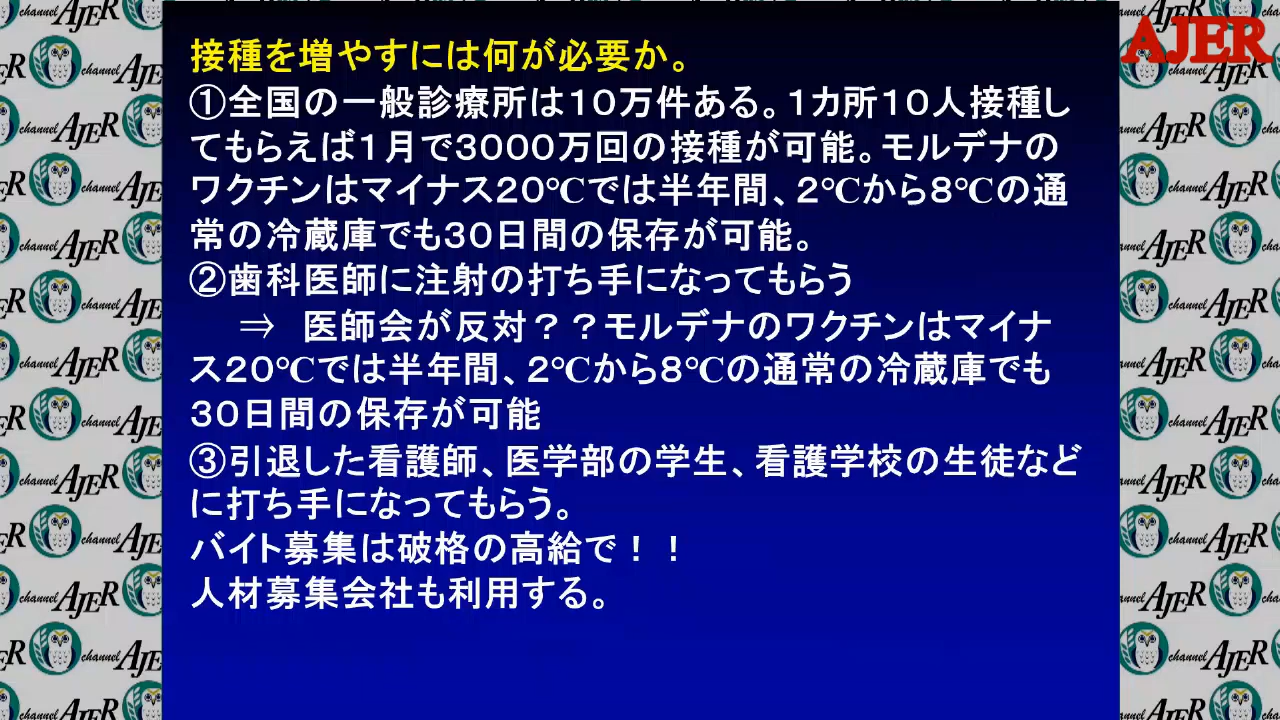 接種を増やすには何が必要か。
①全国の一般診療所は10万件ある。1カ所10人接種し
てもらえば1月で3000万回の接種が可能。モルデナの
ワクチンはマイナス20℃では半年間、2℃から8℃の通
常の冷蔵庫でも30日間の保存が可能。
②歯科医師に注射の打ち手になってもらう
⇒ 医師会が反対？？モルデナのワクチンはマイナ
ス20℃では半年間、2℃から8℃の通常の冷蔵庫でも
30日間の保存が可能
③引退した看護師、医学部の学生、看護学校の生徒など
に打ち手になってもらう。
バイト募集は破格の高給で！！
人材募集会社も利用する。
AJER
channel AJER